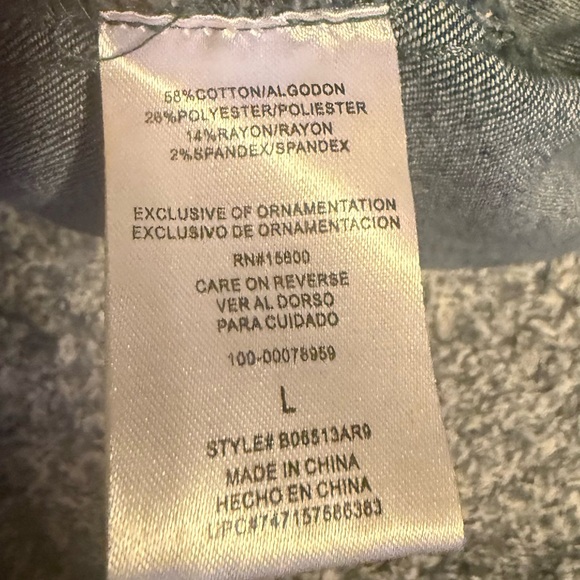 58%COTTON/ALGODON
26%POLYESTER/POLIESTER
14%RAYON/RAYON
2%SPANDEX/SPANDEX
EXCLUSIVE OF ORNAMENTATION
EXCLUSIVO DE ORNAMENTACION
RN#15800
CARE ON REVERSE
VER AL DORSO
PARA CUIDADO
100-00078959
L
STYLE# B06513AR9
MADE IN CHINA
HECHO EN CHINA
UPC#747157686383